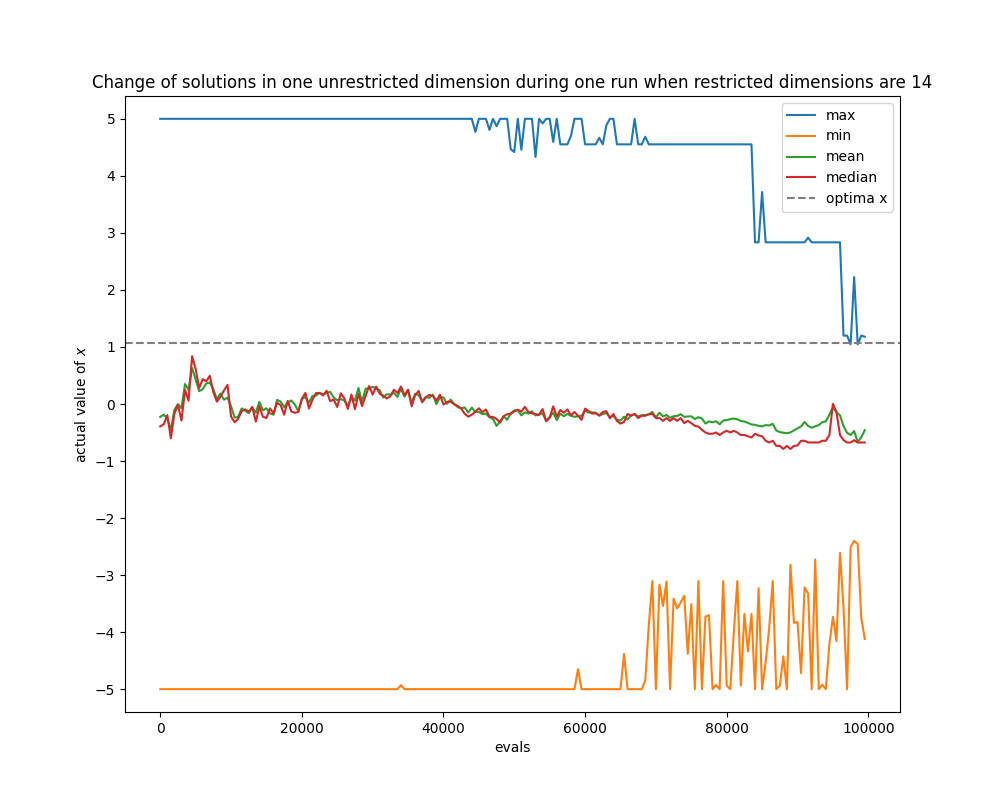 Change of solutions in one unrestricted dimension during one run when restricted dimensions are 14
max
min
mean
median
optima x
actual value of x
5
4
3
2
1
0
−1
−2
−3
−4
−5
0 20000 40000 60000 80000 100000
evals